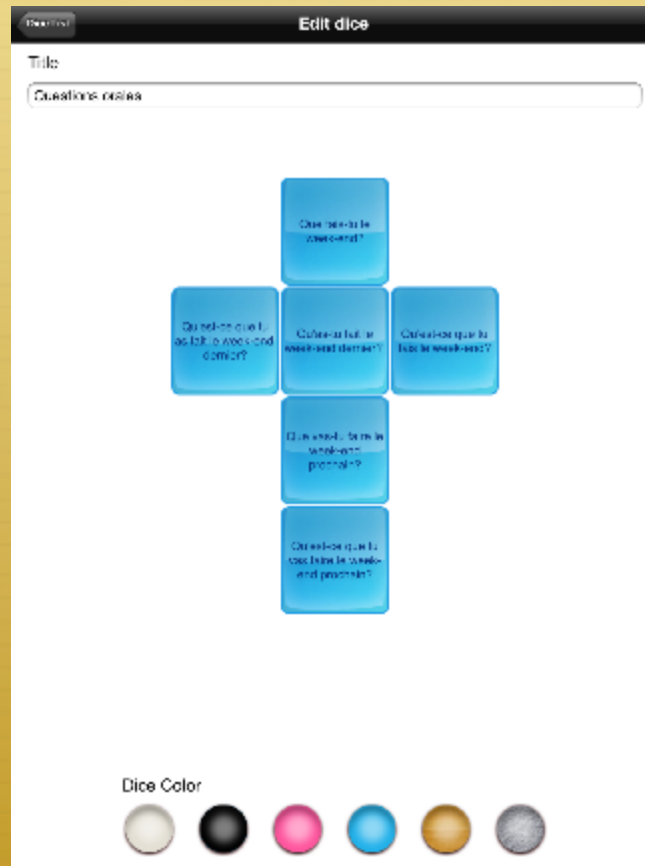 Edit dice
Title
Questions orales
Que fais-tu le
week-end?
Qu'est-ce que tu
as fait le week-end
dernier?
Qu'as-tu fait le
week-end dernier?
Qu'est-ce que tu
fais le week-end?
Que vas-tu faire le
week-end
prochain?
Qu'est-ce que tu
vas faire le week-
end prochain?
Dice Color